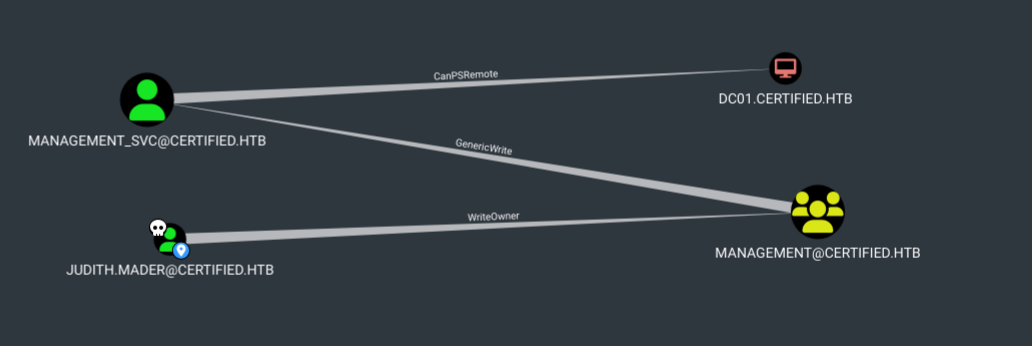 CanPSRemote
DC01.CERTIFIED.HTB
MANAGEMENT_SVC@CERTIFIED.HTB
GenericWrite
WriteOwner
MANAGEMENT@CERTIFIED.HTB
JUDITH.MADER@CERTIFIED.HTB